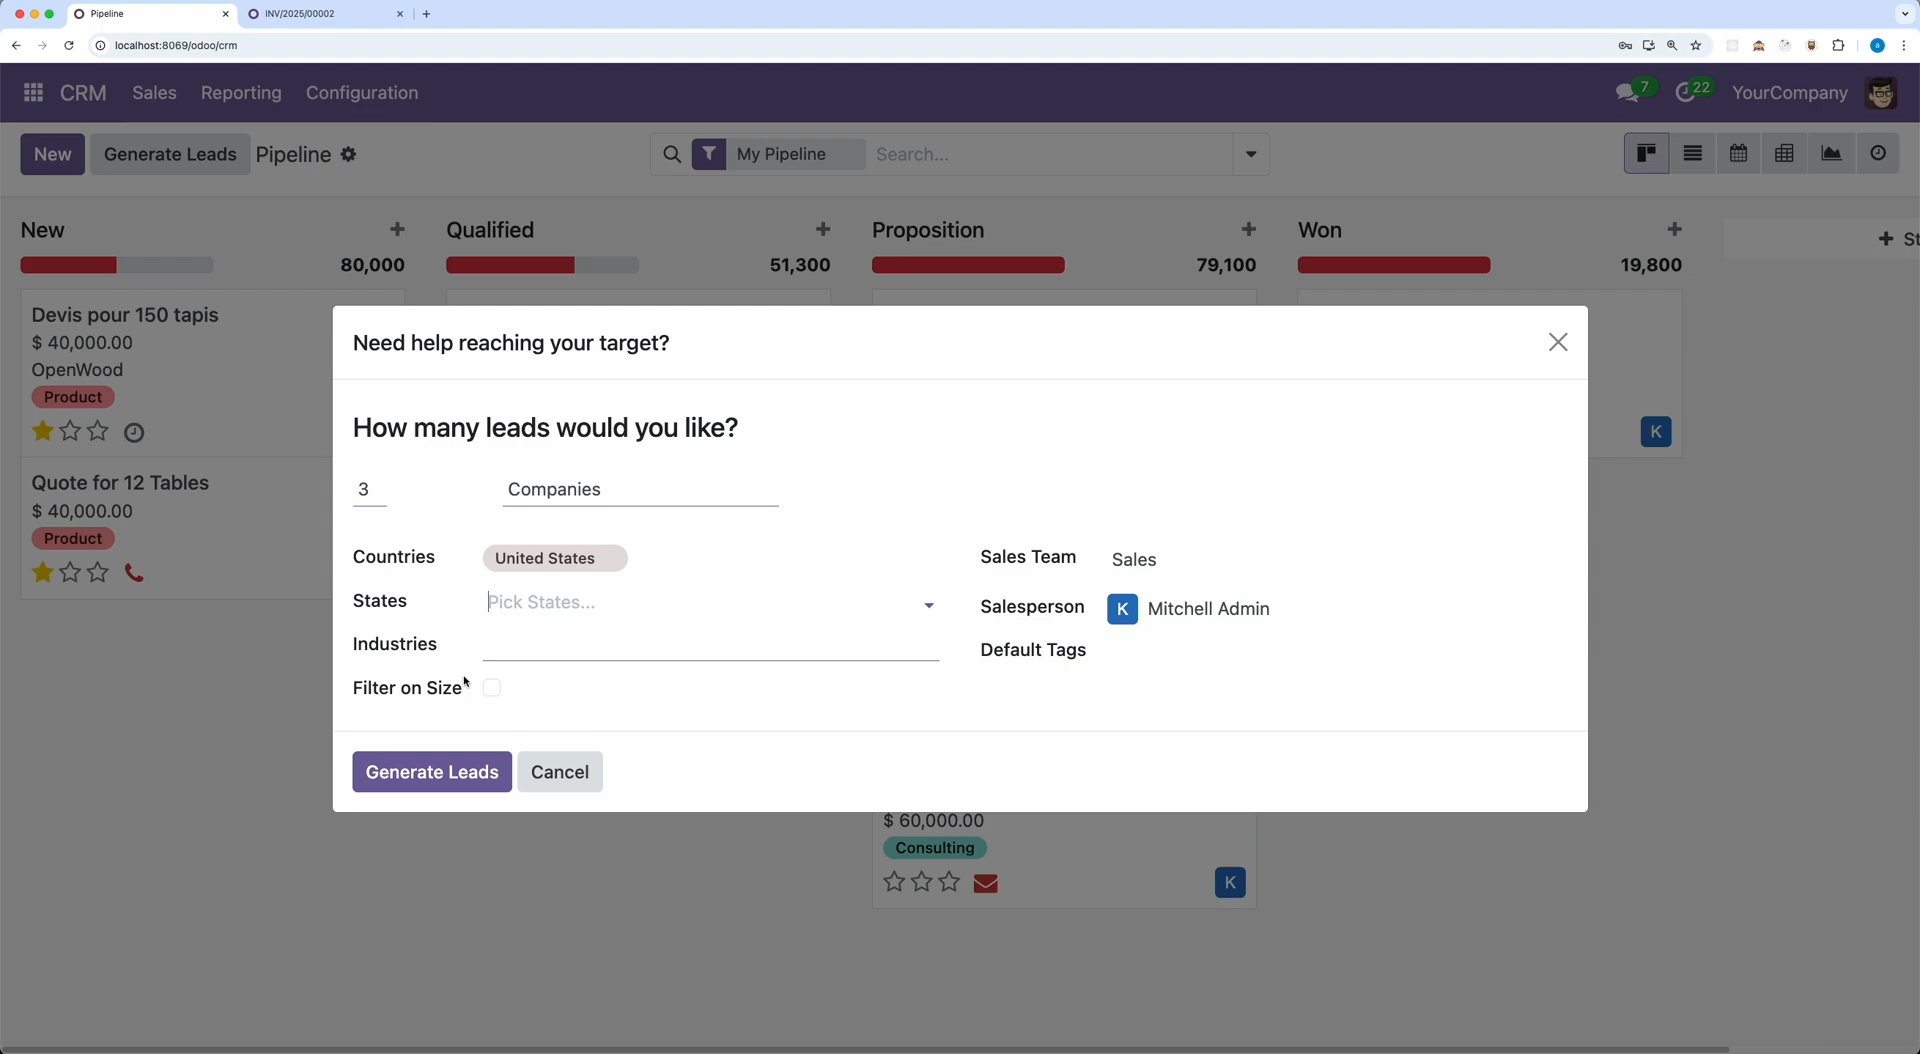 Pipeline
INV/2025/00002
localhost:8069/odoo/crm
a
CRM
Sales
Reporting
Configuration
7
22
YourCompany
New
Generate Leads
Pipeline
My Pipeline
Search...
New
80,000
Qualified
51,300
Proposition
79,100
Won
19,800
St
Devis pour 150 tapis
$ 40,000.00
OpenWood
Product
Quote for 12 Tables
$ 40,000.00
Product
K
Need help reaching your target?
How many leads would you like?
3 Companies
Countries United States
States Pick States...
Industries
Filter on Size
Sales Team Sales
Salesperson K Mitchell Admin
Default Tags
Generate Leads
Cancel
$ 60,000.00
Consulting
K